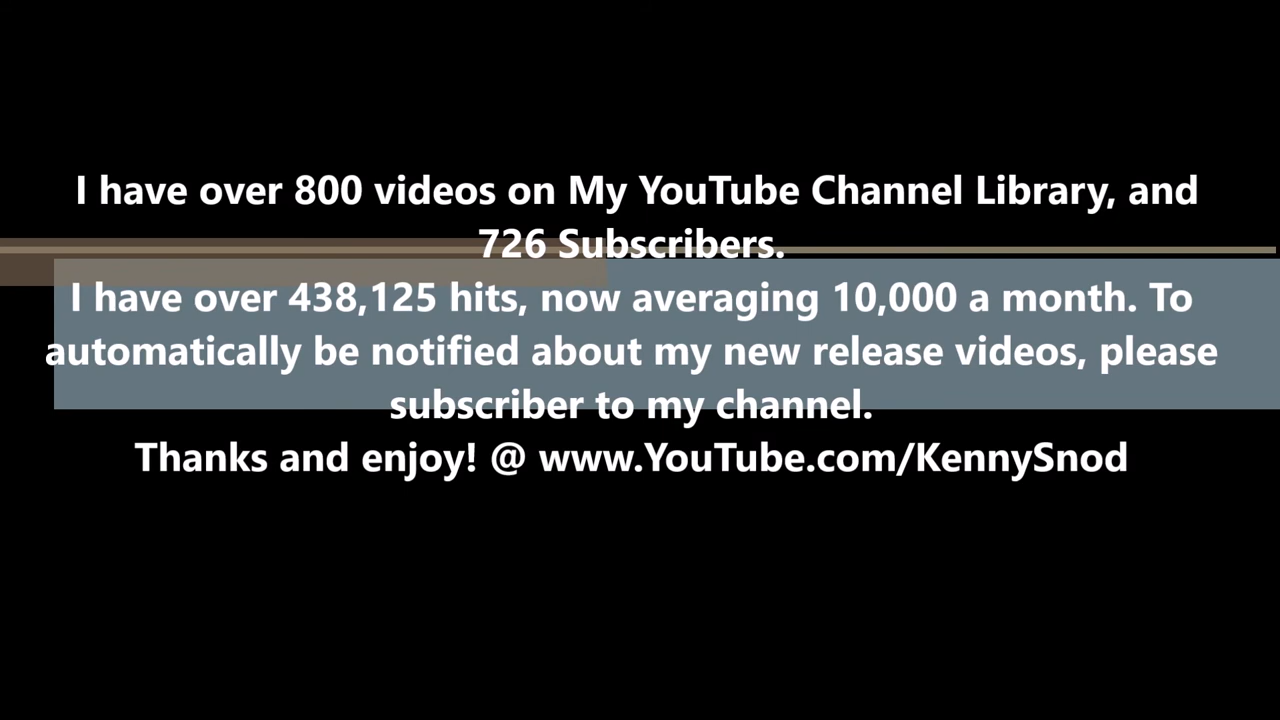 I have over 800 videos on My YouTube Channel Library, and
726 Subscribers.
I have over 438,125 hits, now averaging 10,000 a month. To
automatically be notified about my new release videos, please
subscriber to my channel.
Thanks and enjoy! @ www.YouTube.com/KennySnod